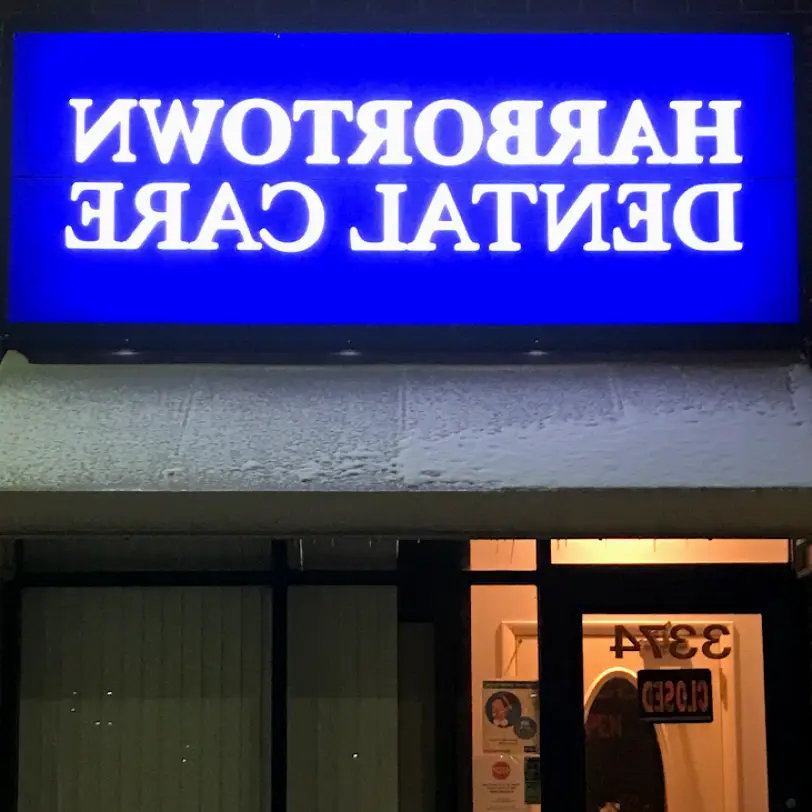 HARBORTOWN
DENTAL CARE
3374
CLOSED